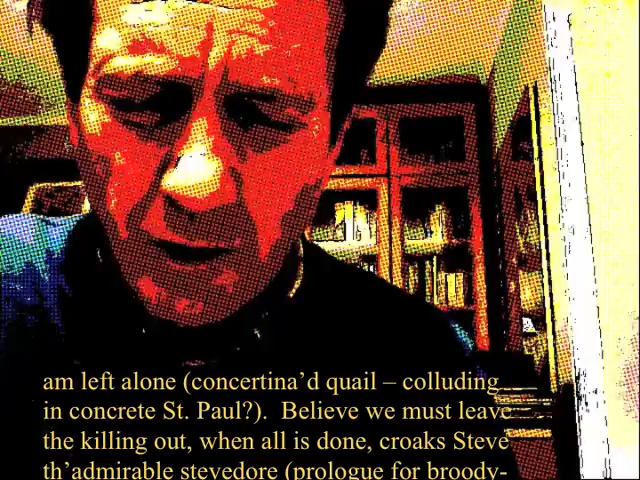 am left alone (concertina’d quail – colluding
in concrete St. Paul?).  Believe we must leave
the killing out, when all is done, croaks Steve
th’admirable stevedore (prologue for broody-